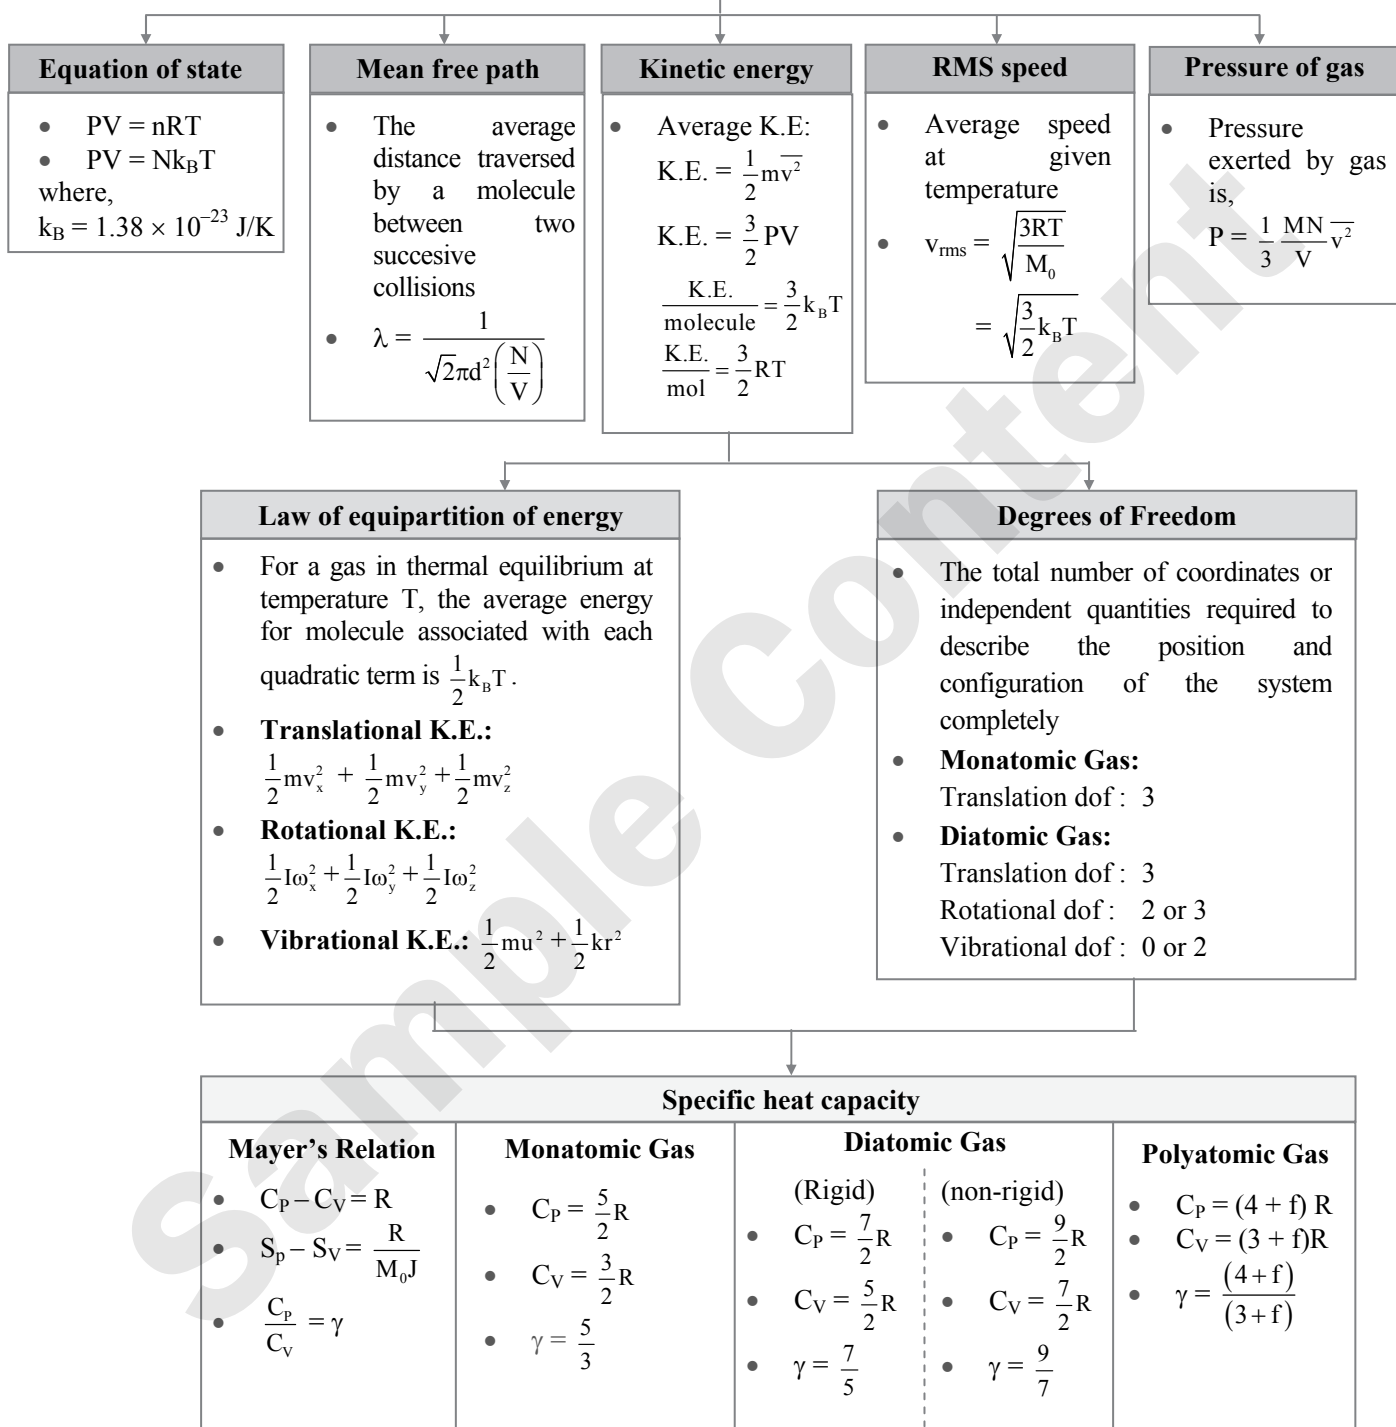 Equation of state
• PV = nRT
• PV = Nk_BT
where,
k_B = 1.38 × 10^–23 J/K
Mean free path
• The average
distance traversed
by a molecule
between two
succesive
collisions
• λ = 1/(√2πd²(N/V))
Kinetic energy
• Average K.E:
K.E. = 1/2 m\overline{v²}
K.E. = 3/2 PV
K.E./molecule = 3/2 k_BT
K.E./mol = 3/2 RT
RMS speed
• Average speed
at given
temperature
• v_rms = √(3RT/M_0)
= √(3/2 k_BT)
Pressure of gas
• Pressure
exerted by gas
is,
P = 1/3 MN/V \overline{v²}
Law of equipartition of energy
• For a gas in thermal equilibrium at
temperature T, the average energy
for molecule associated with each
quadratic term is 1/2 k_BT .
• Translational K.E.:
1/2 mv_x² + 1/2 mv_y² + 1/2 mv_z²
• Rotational K.E.:
1/2 Iω_x² + 1/2 Iω_y² + 1/2 Iω_z²
• Vibrational K.E.: 1/2 mu² + 1/2 kr²
Degrees of Freedom
• The total number of coordinates or
independent quantities required to
describe the position and
configuration of the system
completely
• Monatomic Gas:
Translation dof : 3
• Diatomic Gas:
Translation dof : 3
Rotational dof : 2 or 3
Vibrational dof : 0 or 2
Specific heat capacity
Mayer’s Relation
• C_P – C_V = R
• S_p – S_V = R/(M_0J)
• C_P/C_V = γ
Monatomic Gas
• C_P = 5/2 R
• C_V = 3/2 R
• γ = 5/3
Diatomic Gas
(Rigid)
• C_P = 7/2 R
• C_V = 5/2 R
• γ = 7/5
(non-rigid)
• C_P = 9/2 R
• C_V = 7/2 R
• γ = 9/7
Polyatomic Gas
• C_P = (4 + f) R
• C_V = (3 + f)R
• γ = (4 + f)/(3 + f)
Sample Content